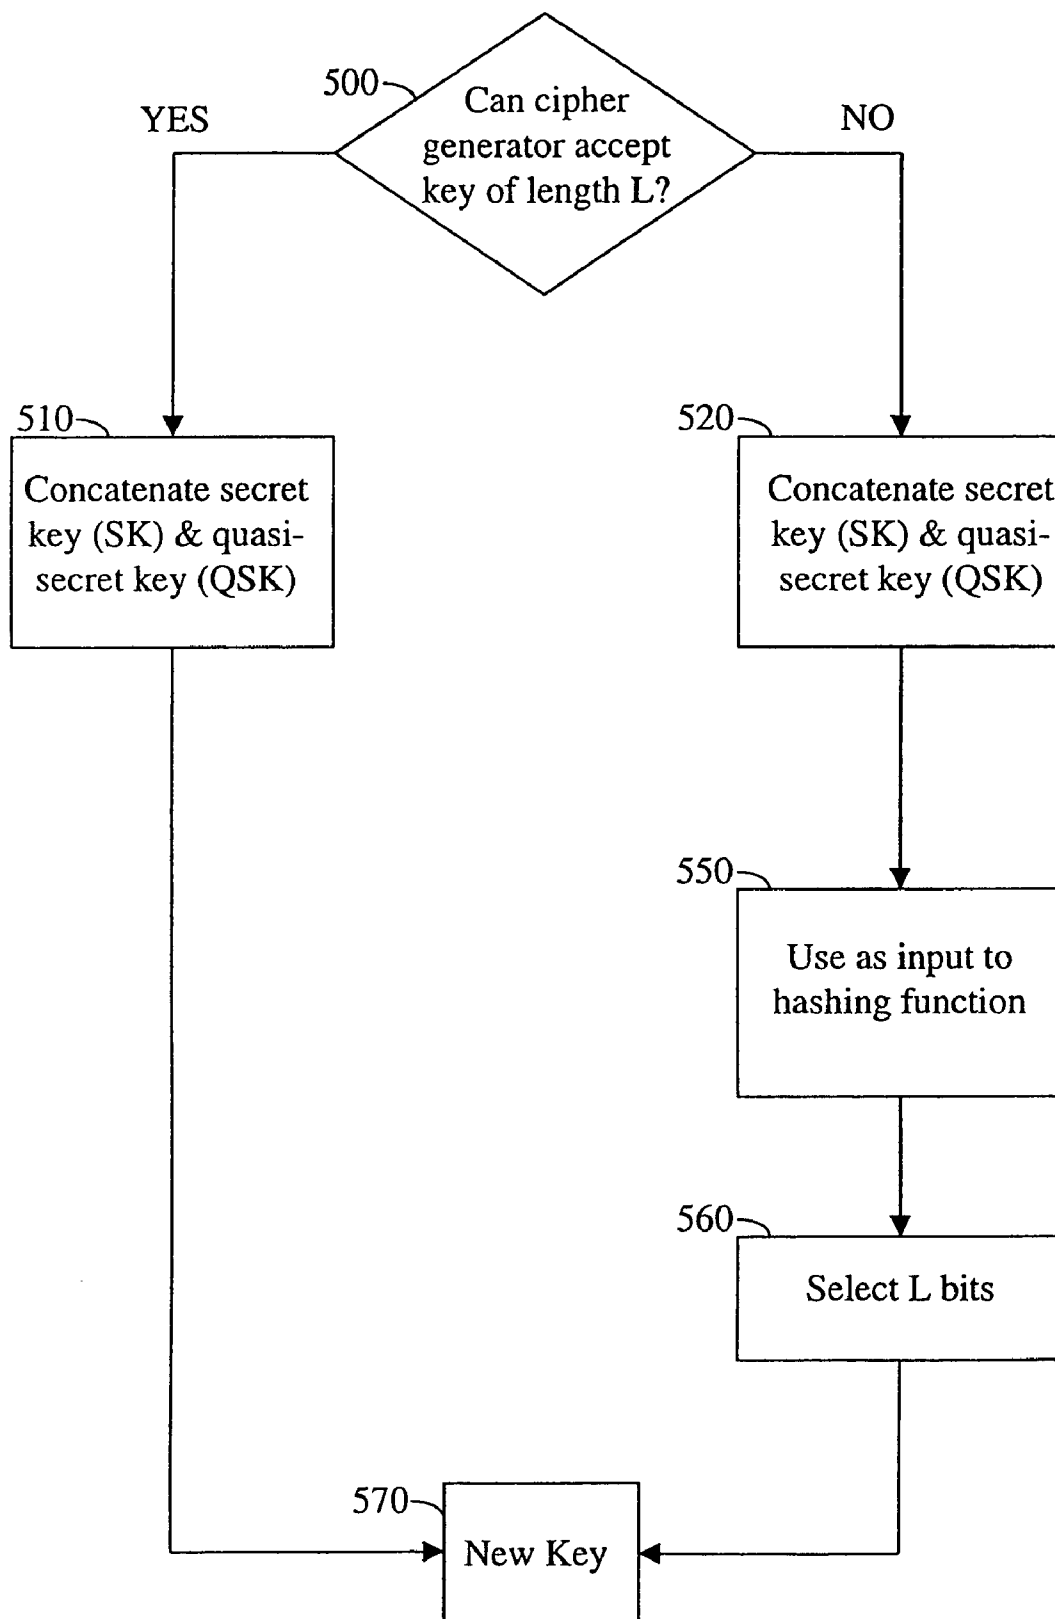 500
Can cipher
generator accept
key of length L?
YES
NO
510
Concatenate secret
key (SK) & quasi-
secret key (QSK)
520
Concatenate secret
key (SK) & quasi-
secret key (QSK)
550
Use as input to
hashing function
560
Select L bits
570
New Key